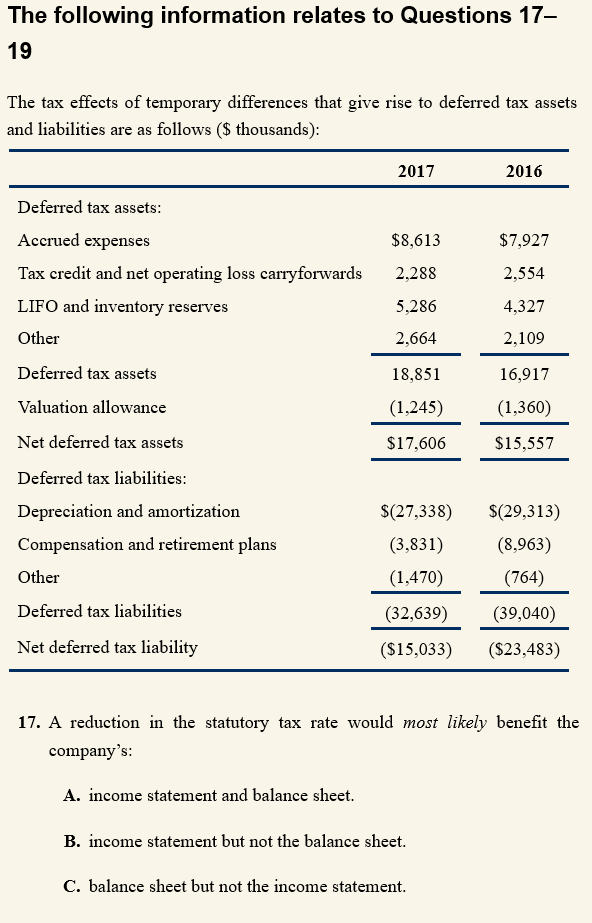 The following information relates to Questions 17–
19
The tax effects of temporary differences that give rise to deferred tax assets
and liabilities are as follows ($ thousands):
2017 2016
Deferred tax assets:
Accrued expenses $8,613 $7,927
Tax credit and net operating loss carryforwards 2,288 2,554
LIFO and inventory reserves 5,286 4,327
Other 2,664 2,109
Deferred tax assets 18,851 16,917
Valuation allowance (1,245) (1,360)
Net deferred tax assets $17,606 $15,557
Deferred tax liabilities:
Depreciation and amortization $(27,338) $(29,313)
Compensation and retirement plans (3,831) (8,963)
Other (1,470) (764)
Deferred tax liabilities (32,639) (39,040)
Net deferred tax liability ($15,033) ($23,483)
17. A reduction in the statutory tax rate would most likely benefit the
company’s:
A. income statement and balance sheet.
B. income statement but not the balance sheet.
C. balance sheet but not the income statement.